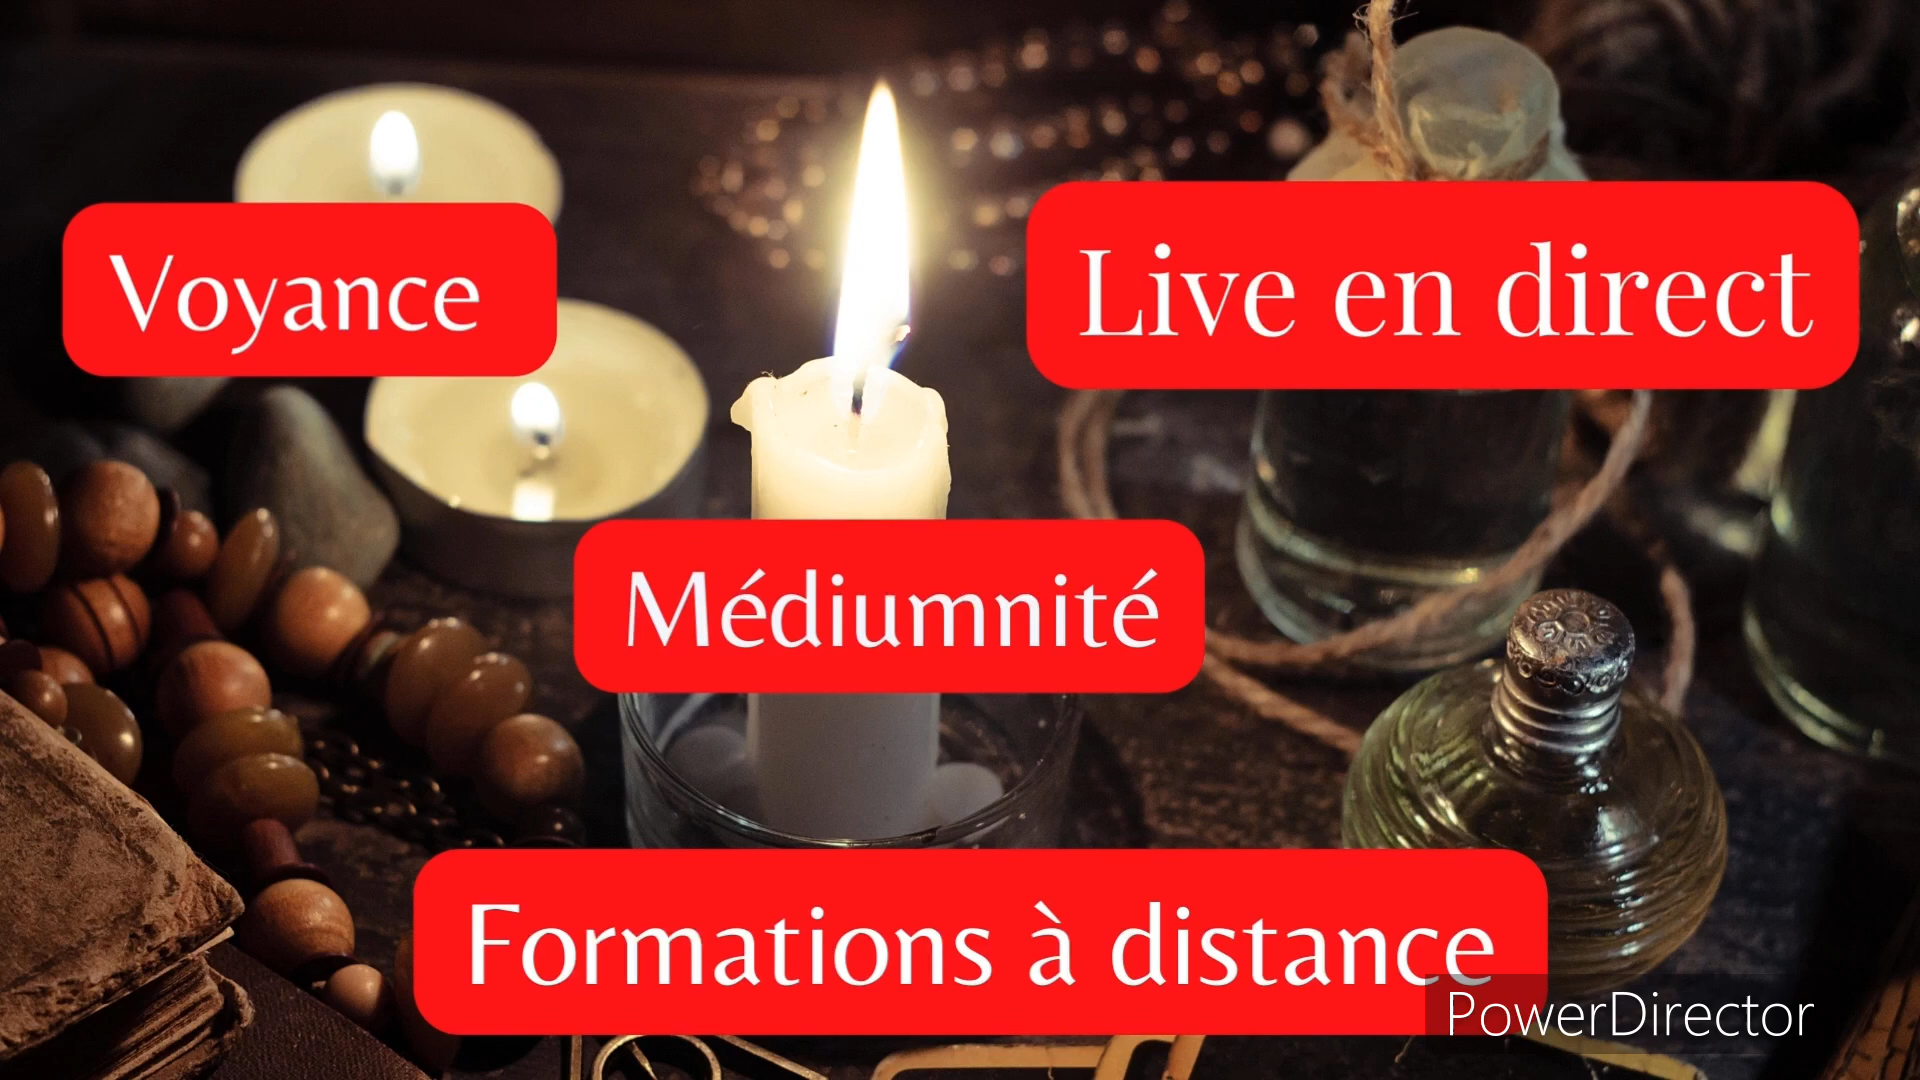 Voyance
Live en direct
Médiumnité
Formations à distance
PowerDirector